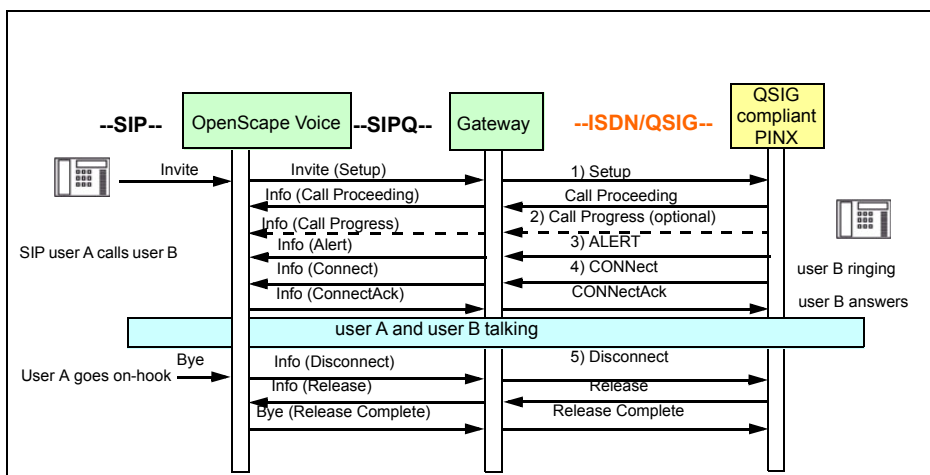 QSIG
compliant
PINX
--SIP--
OpenScape Voice
--SIPQ--
Gateway
--ISDN/QSIG--
Invite
Invite (Setup)
1) Setup
Info (Call Proceeding)
Call Proceeding
Info (Call Progress)
2) Call Progress (optional)
Info (Alert)
3) ALERT
SIP user A calls user B
Info (Connect)
4) CONNect
user B ringing
Info (ConnectAck)
CONNectAck
user B answers
user A and user B talking
Bye
Info (Disconnect)
5) Disconnect
User A goes on-hook
Info (Release)
Release
Bye (Release Complete)
Release Complete